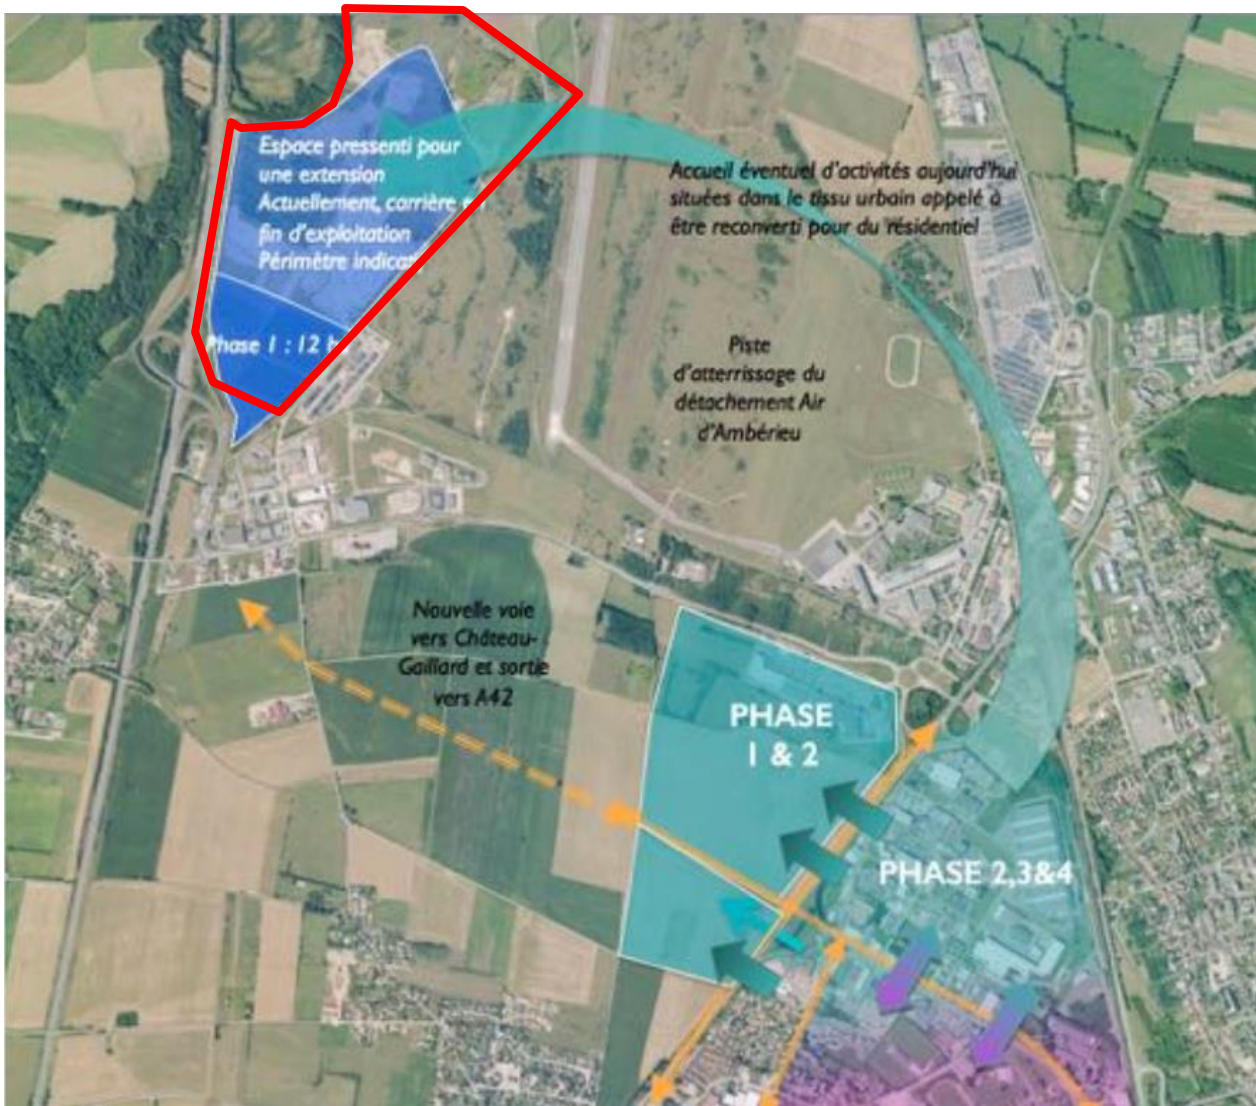 Espace pressenti pour
une extension
Actuellement, carrière
fin d'exploitation
Périmètre indicati
Phase 1 : 12 h
Accueil éventuel d'activités aujourd'hui
situées dans le tissu urbain appelé à
être reconverti pour du résidentiel
Piste
d'atterrissage du
détachement Air
d'Ambérieu
Nouvelle voie
vers Château-
Gaillard et sortie
vers A42
PHASE
1 & 2
PHASE 2,3&4